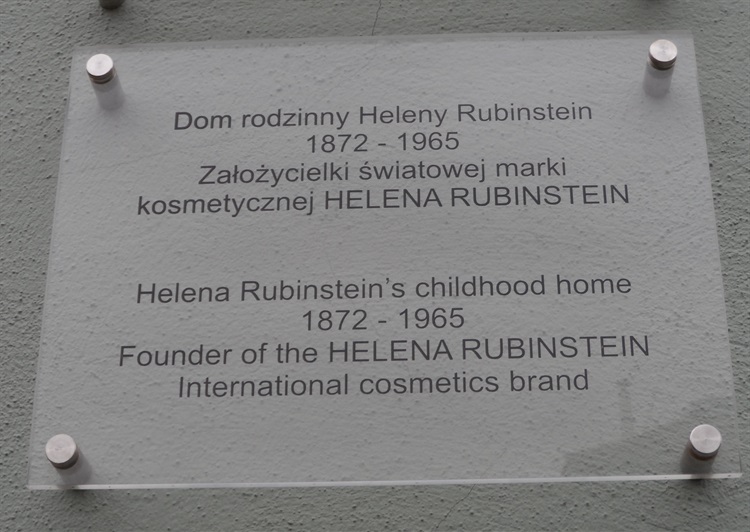 Dom rodzinny Heleny Rubinstein
1872 - 1965
Założycielki światowej marki
kosmetycznej HELENA RUBINSTEIN
Helena Rubinstein's childhood home
1872 - 1965
Founder of the HELENA RUBINSTEIN
International cosmetics brand